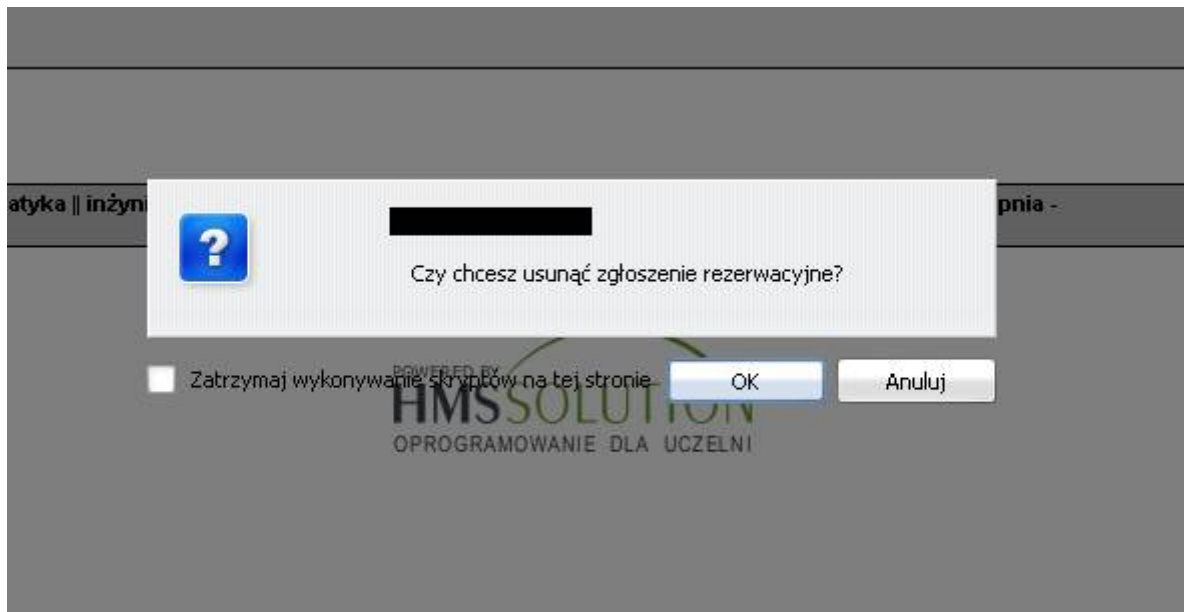 atyka || inżyni
pnia -
?
Czy chcesz usunąć zgłoszenie rezerwacyjne?
Zatrzymaj wykonywanie skryptów na tej stronie
OK
Anuluj
POWERED BY
HMSSOLUTION
OPROGRAMOWANIE DLA UCZELNI